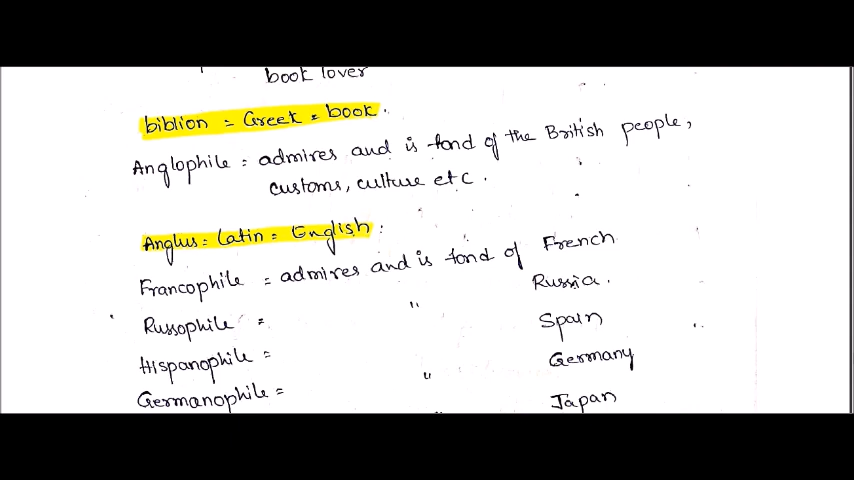 book lover
biblion = Greek = book.
Anglophile = admires and is fond of the British people,
customs, culture etc.
Anglus = Latin = English.
Francophile = admires and is fond of French
Russophile = " Russia.
Hispanophile = " Spain
Germanophile = " Germany
Japan